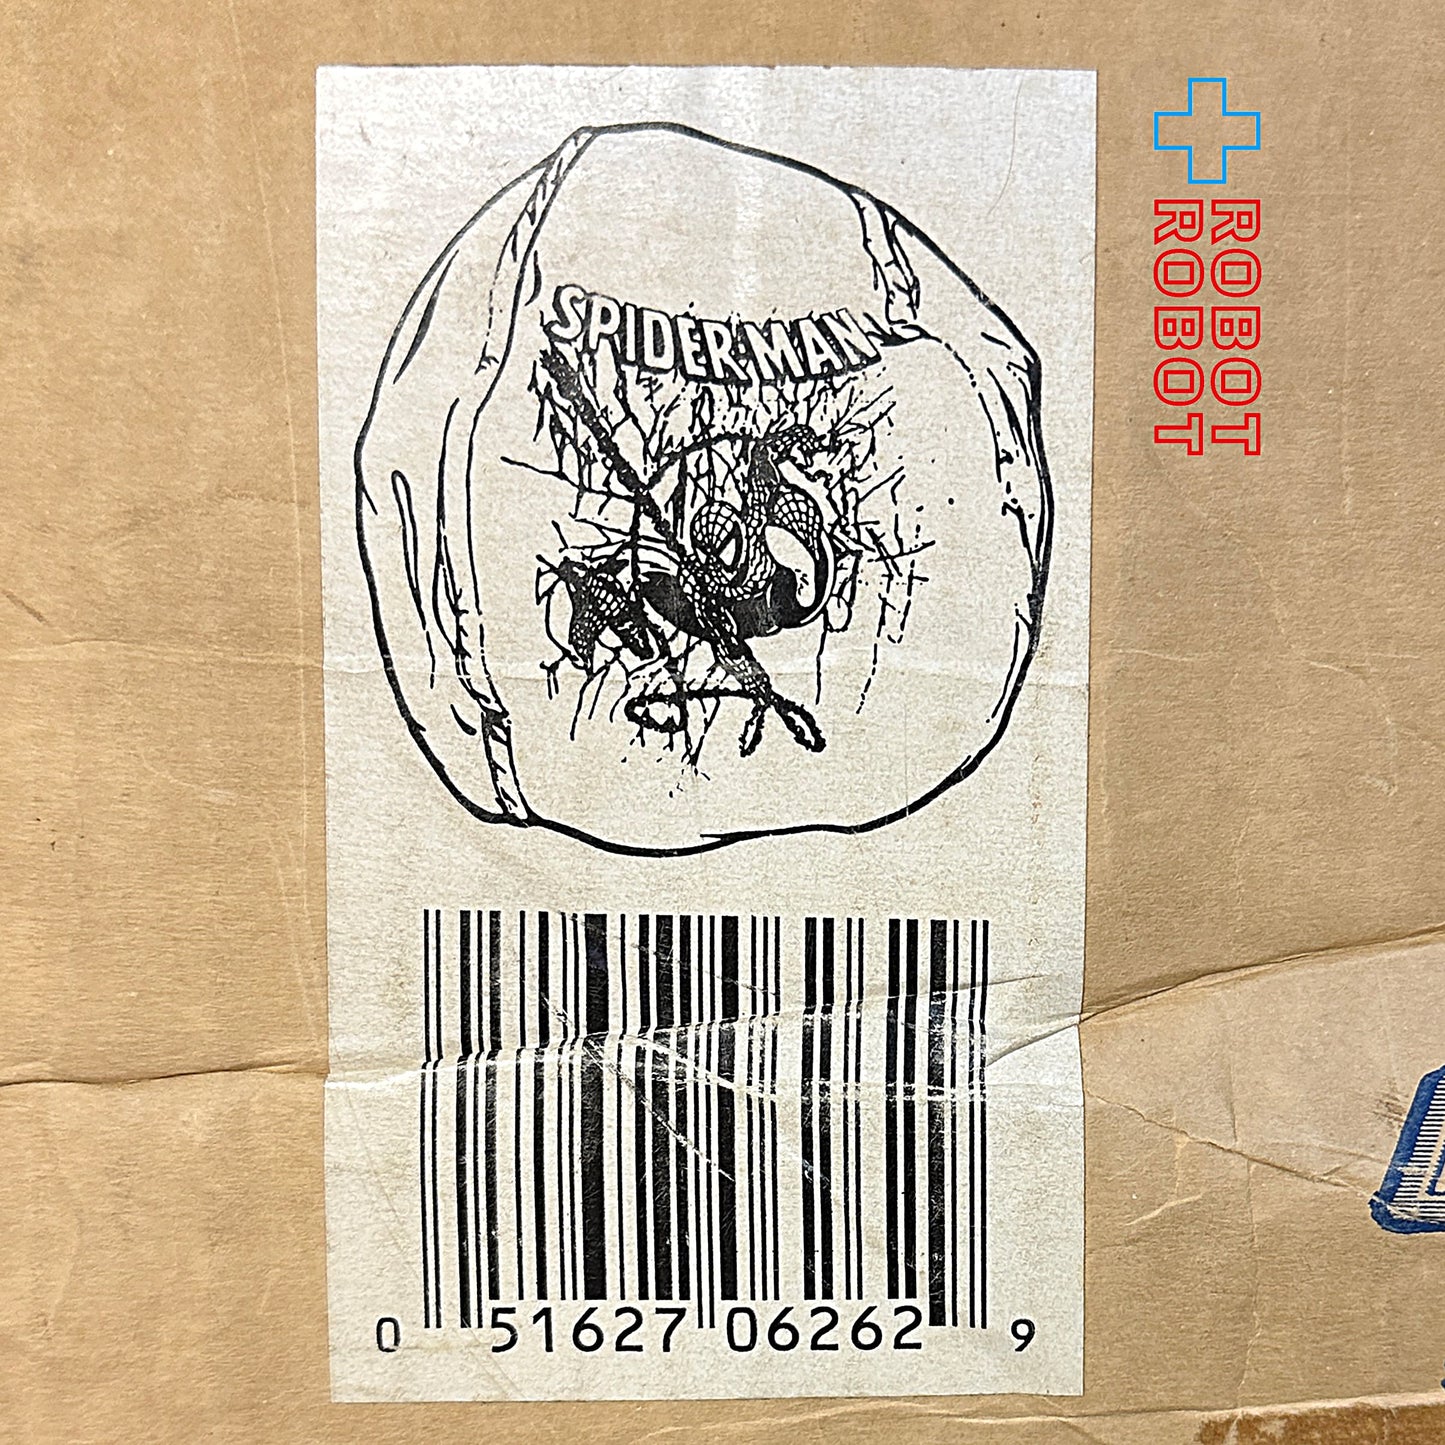 SPIDER-MAN
ROBOT
ROBOT
0 51627 06262 9